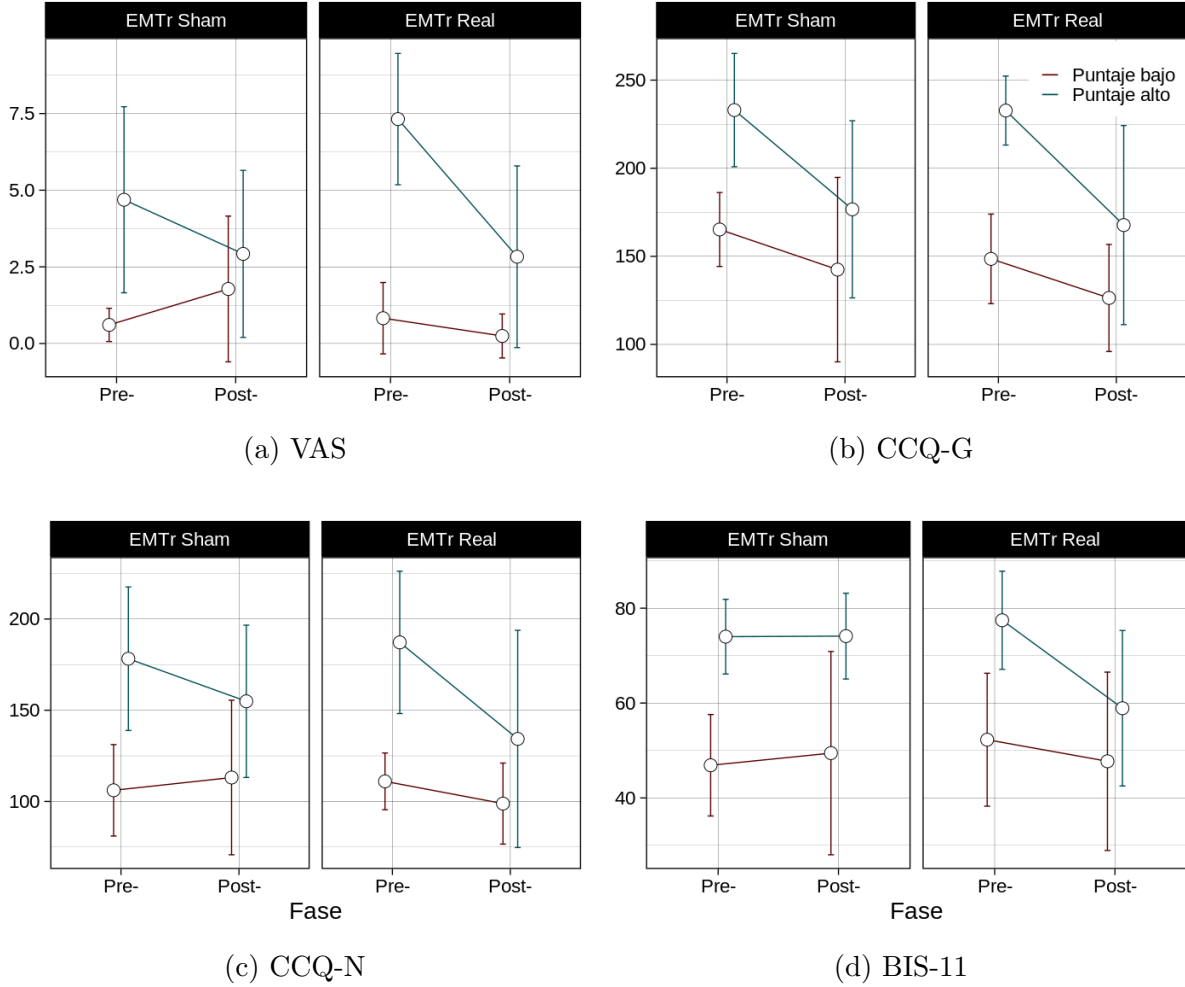 EMTr Sham
EMTr Real
7.5
5.0
2.5
0.0
Pre-
Post-
Pre-
Post-
(a) VAS
EMTr Sham
EMTr Real
250
200
150
100
Puntaje bajo
Puntaje alto
Pre-
Post-
Pre-
Post-
(b) CCQ-G
EMTr Sham
EMTr Real
200
150
100
Pre-
Post-
Pre-
Post-
Fase
(c) CCQ-N
EMTr Sham
EMTr Real
80
60
40
Pre-
Post-
Pre-
Post-
Fase
(d) BIS-11